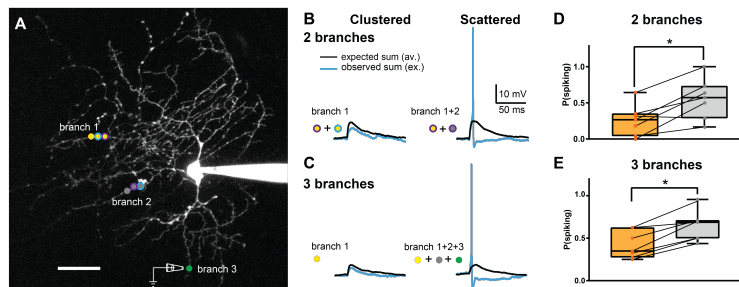 A
branch 1
branch 2
branch 3
B
Clustered
Scattered
2 branches
expected sum (av.)
observed sum (ex.)
10 mV
50 ms
branch 1
+
branch 1+2
+
C
3 branches
branch 1
branch 1+2+3
+ +
D
2 branches
*
P(spiking)
1.0
0.5
0.0
E
3 branches
*
P(spiking)
1.0
0.5
0.0